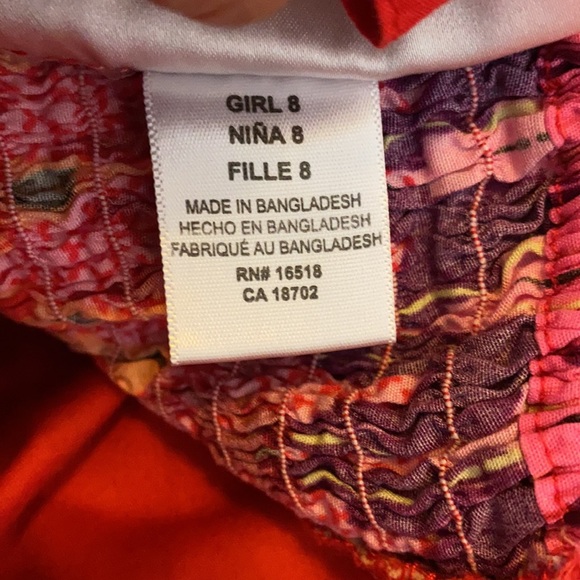 GIRL 8
NIÑA 8
FILLE 8
MADE IN BANGLADESH
HECHO EN BANGLADESH
FABRIQUÉ AU BANGLADESH
RN# 16518
CA 18702